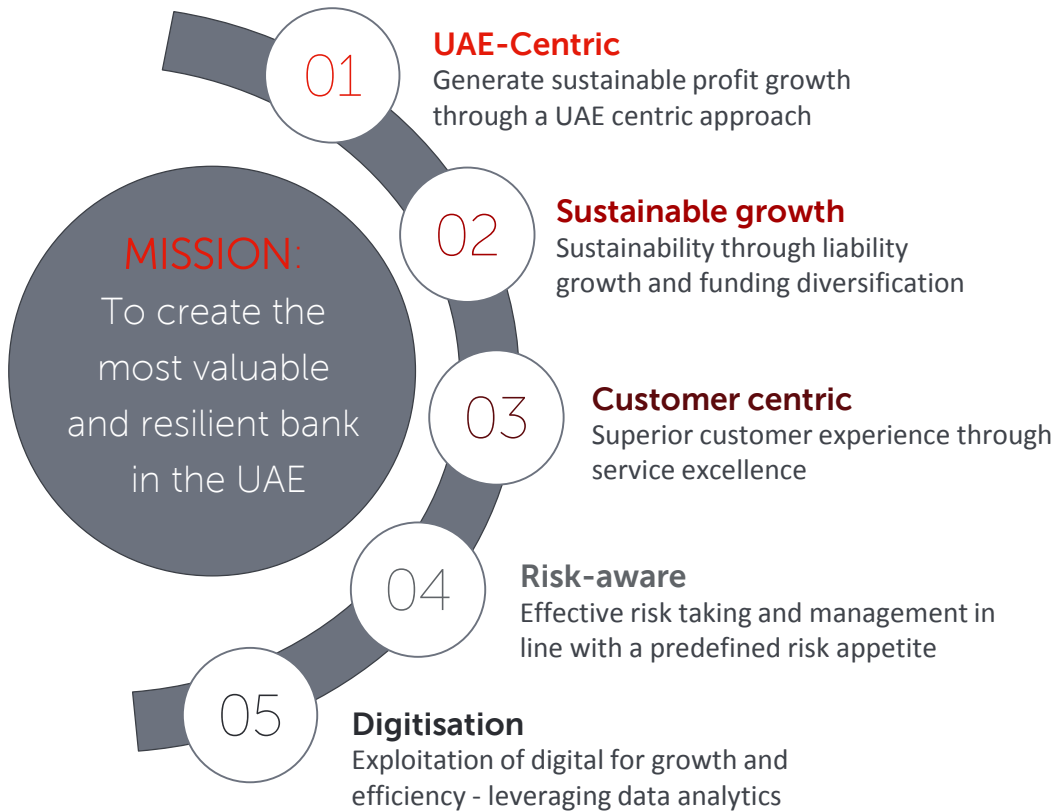 MISSION:
To create the
most valuable
and resilient bank
in the UAE
01
UAE-Centric
Generate sustainable profit growth
through a UAE centric approach
02
Sustainable growth
Sustainability through liability
growth and funding diversification
03
Customer centric
Superior customer experience through
service excellence
04
Risk-aware
Effective risk taking and management in
line with a predefined risk appetite
05
Digitisation
Exploitation of digital for growth and
efficiency - leveraging data analytics